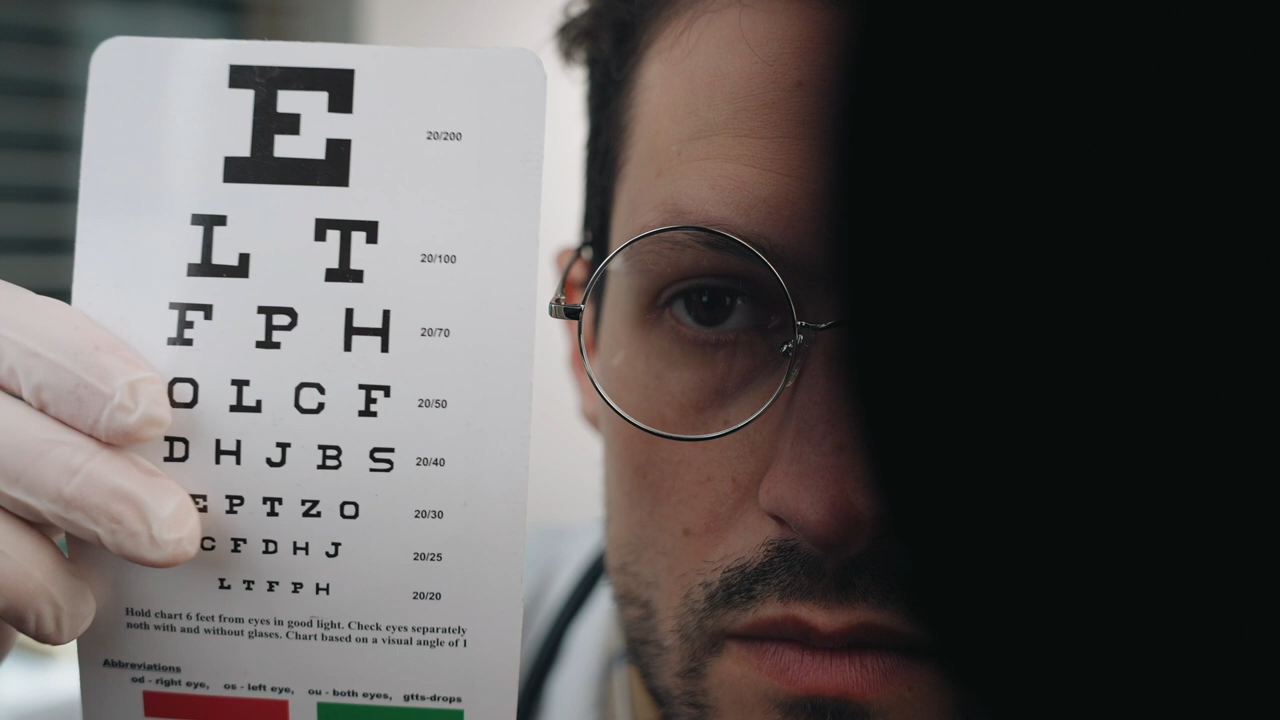 E 20/200
L T 20/100
F P H 20/70
O L C F 20/50
D H J B S 20/40
E P T Z O 20/30
C F D H J 20/25
L T F P H 20/20
Hold chart 6 feet from eyes in good light. Check eyes separately
noth with and without glasses. Chart based on a visual angle of 1
Abbreviations
od - right eye, os - left eye, ou - both eyes, gtts-drops